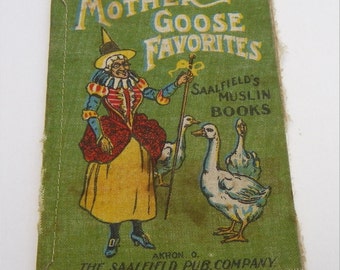 MOTHER
GOOSE
FAVORITES
SAALFIELD'S
MUSLIN
BOOKS
AKRON, O.
THE SAALFIELD PUB. COMPANY